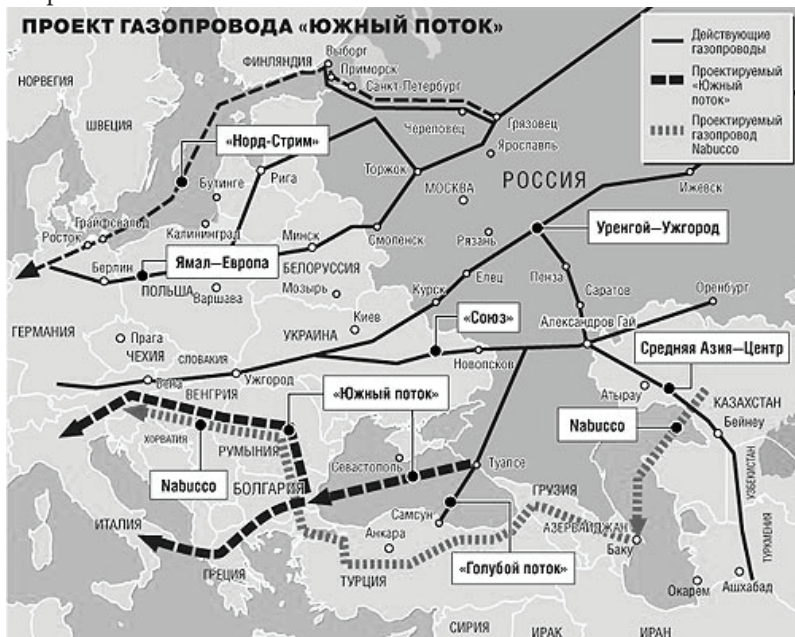 ПРОЕКТ ГАЗОПРОВОДА «ЮЖНЫЙ ПОТОК»
Действующие
газопроводы
Проектируемый
«Южный
поток»
Проектируемый
газопровод
Nabucco
НОРВЕГИЯ
ФИНЛЯНДИЯ
Выборг
Приморск
Санкт-Петербург
ШВЕЦИЯ
Череповец
Грязовец
Ярославль
«Норд-Стрим»
Торжок
РОССИЯ
Рига
Бутинге
МОСКВА
Ижевск
Грайфсвальд
Калининград
Росток
Минск
Смоленск
Рязань
Уренгой—Ужгород
Берлин
Ямал—Европа
БЕЛОРУССИЯ
ПОЛЬША
Варшава
Мозырь
Курск
Елец
Пенза
Саратов
Оренбург
ГЕРМАНИЯ
Киев
«Союз»
Александров Гай
Прага
ЧЕХИЯ
УКРАИНА
СЛОВАКИЯ
Новопсков
Средняя Азия—Центр
Вена
Ужгород
Атырау
ВЕНГРИЯ
«Южный поток»
КАЗАХСТАН
Nabucco
Бейнеу
ХОРВАТИЯ
РУМЫНИЯ
Севастополь
Туапсе
УЗБЕКИСТАН
Nabucco
БОЛГАРИЯ
ГРУЗИЯ
Самсун
ИТАЛИЯ
Анкара
АЗЕРБАЙДЖАН
Баку
ТУРКМЕНИЯ
ГРЕЦИЯ
ТУРЦИЯ
«Голубой поток»
Окарем
Ашхабад
СИРИЯ
ИРАК
ИРАН